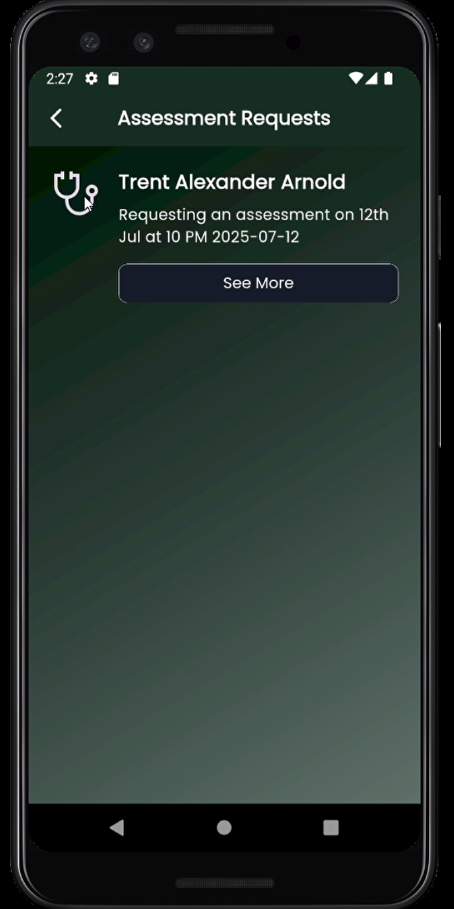 2:27
Assessment Requests
Trent Alexander Arnold
Requesting an assessment on 12th
Jul at 10 PM 2025-07-12
See More